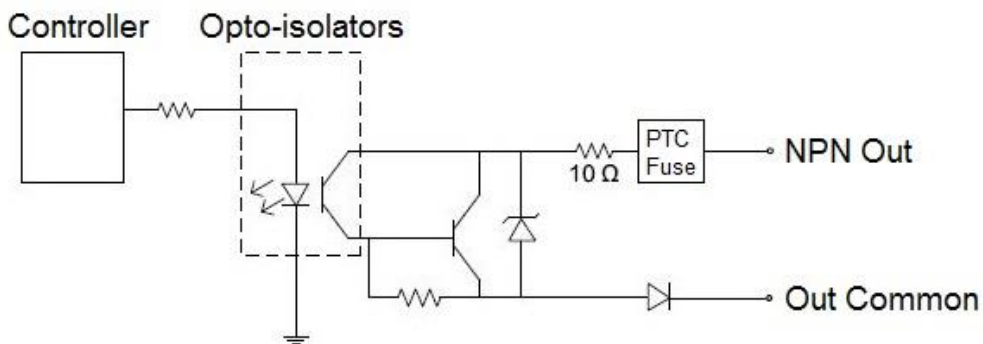 Controller
Opto-isolators
PTC
Fuse
10 Ω
NPN Out
Out Common